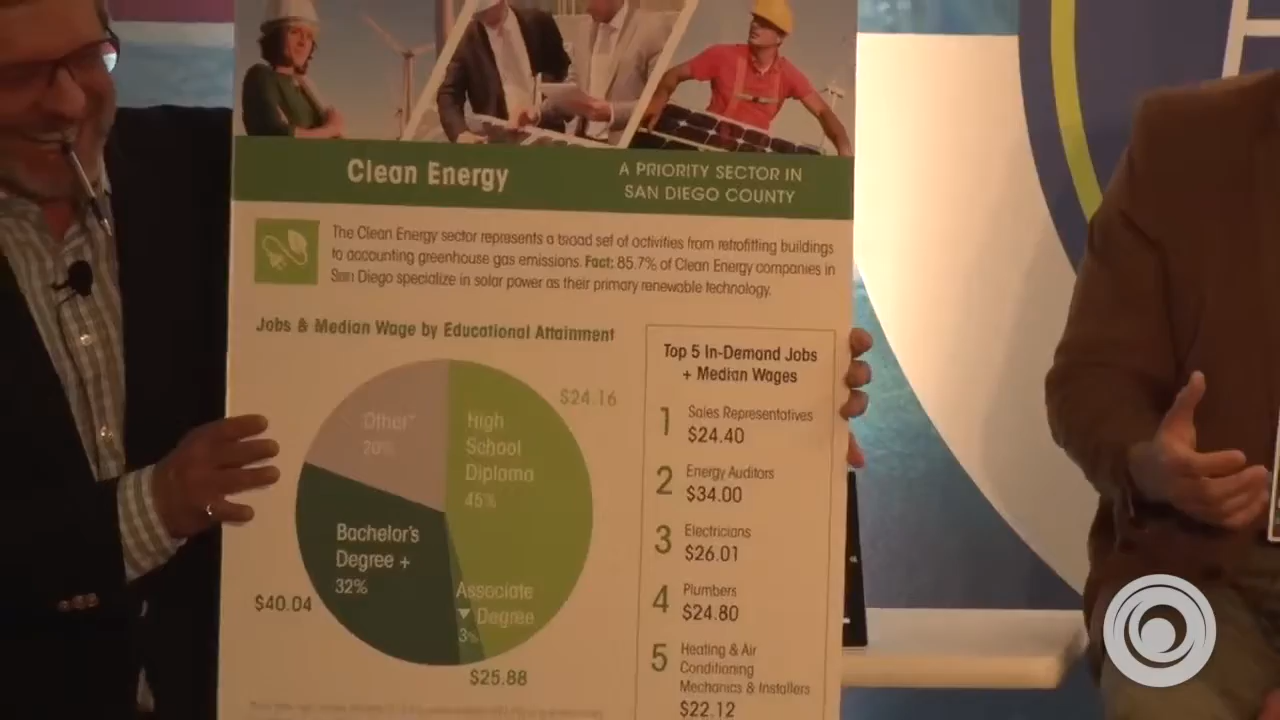 Clean Energy
A PRIORITY SECTOR IN
SAN DIEGO COUNTY
The Clean Energy sector represents a broad set of activities from retrofitting buildings
to accounting greenhouse gas emissions. Fact: 85.7% of Clean Energy companies in
San Diego specialize in solar power as their primary renewable technology.
Jobs & Median Wage by Educational Attainment
$24.16
Other*
20%
High
School
Diploma
45%
Bachelor's
Degree +
32%
Associate
Degree
3%
$40.04
$25.88
Top 5 In-Demand Jobs
+ Median Wages
1 Sales Representatives
$24.40
2 Energy Auditors
$34.00
3 Electricians
$26.01
4 Plumbers
$24.80
5 Heating & Air
Conditioning
Mechanics & Installers
$22.12